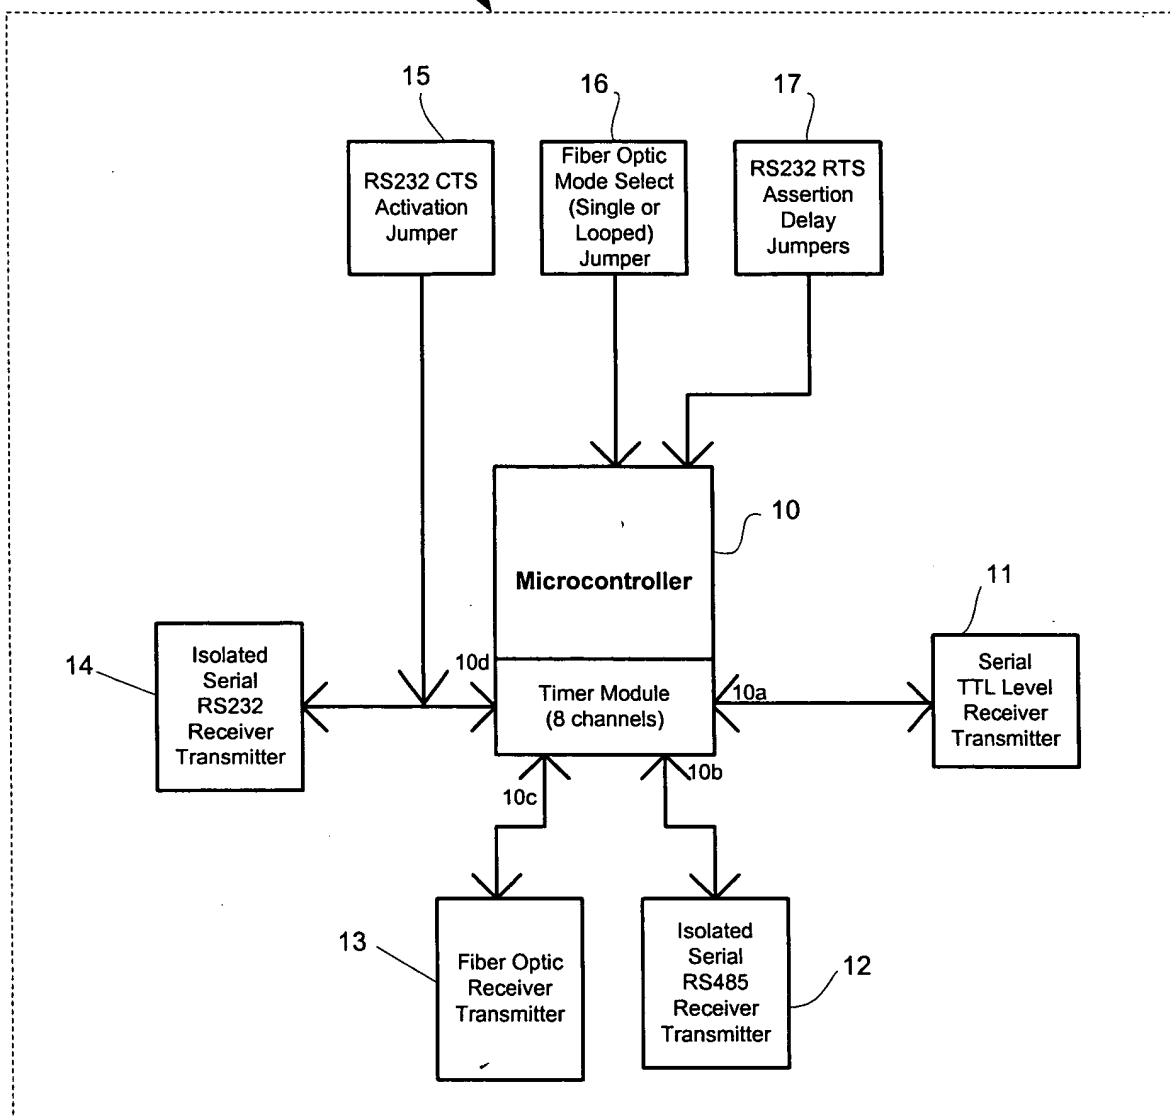 15
16
17
RS232 CTS
Activation
Jumper
Fiber Optic
Mode Select
(Single or
Looped)
Jumper
RS232 RTS
Assertion
Delay
Jumpers
10
Microcontroller
11
14
Isolated
Serial
RS232
Receiver
Transmitter
10d
Timer Module
(8 channels)
10a
Serial
TTL Level
Receiver
Transmitter
10c
10b
13
Fiber Optic
Receiver
Transmitter
Isolated
Serial
RS485
Receiver
Transmitter
12